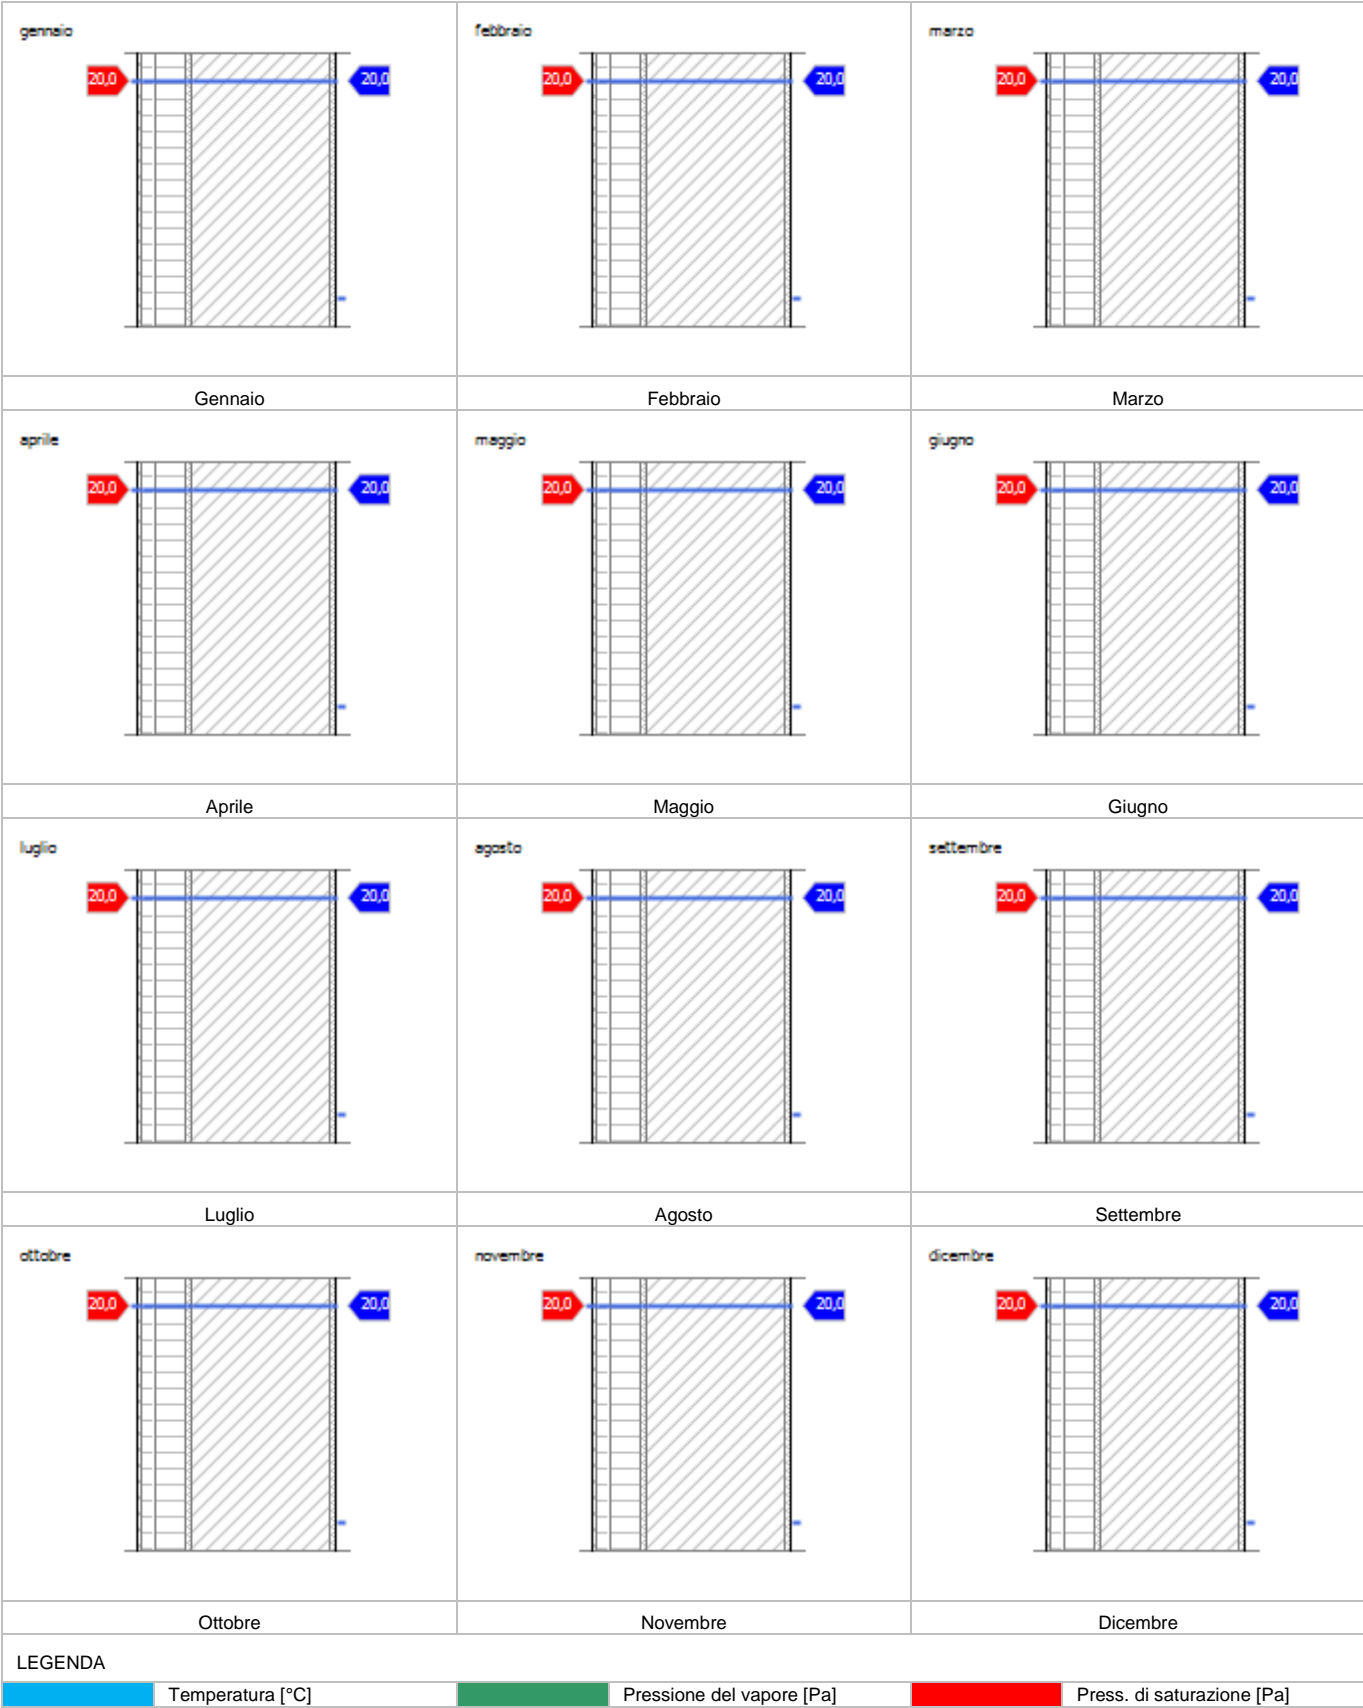 gennaio febbraio marzo
20,0 20,0 20,0 20,0 20,0 20,0
Gennaio Febbraio Marzo
aprile maggio giugno
20,0 20,0 20,0 20,0 20,0 20,0
Aprile Maggio Giugno
luglio agosto settembre
20,0 20,0 20,0 20,0 20,0 20,0
Luglio Agosto Settembre
ottobre novembre dicembre
20,0 20,0 20,0 20,0 20,0 20,0
Ottobre Novembre Dicembre
LEGENDA
Temperatura [°C] Pressione del vapore [Pa] Press. di saturazione [Pa]